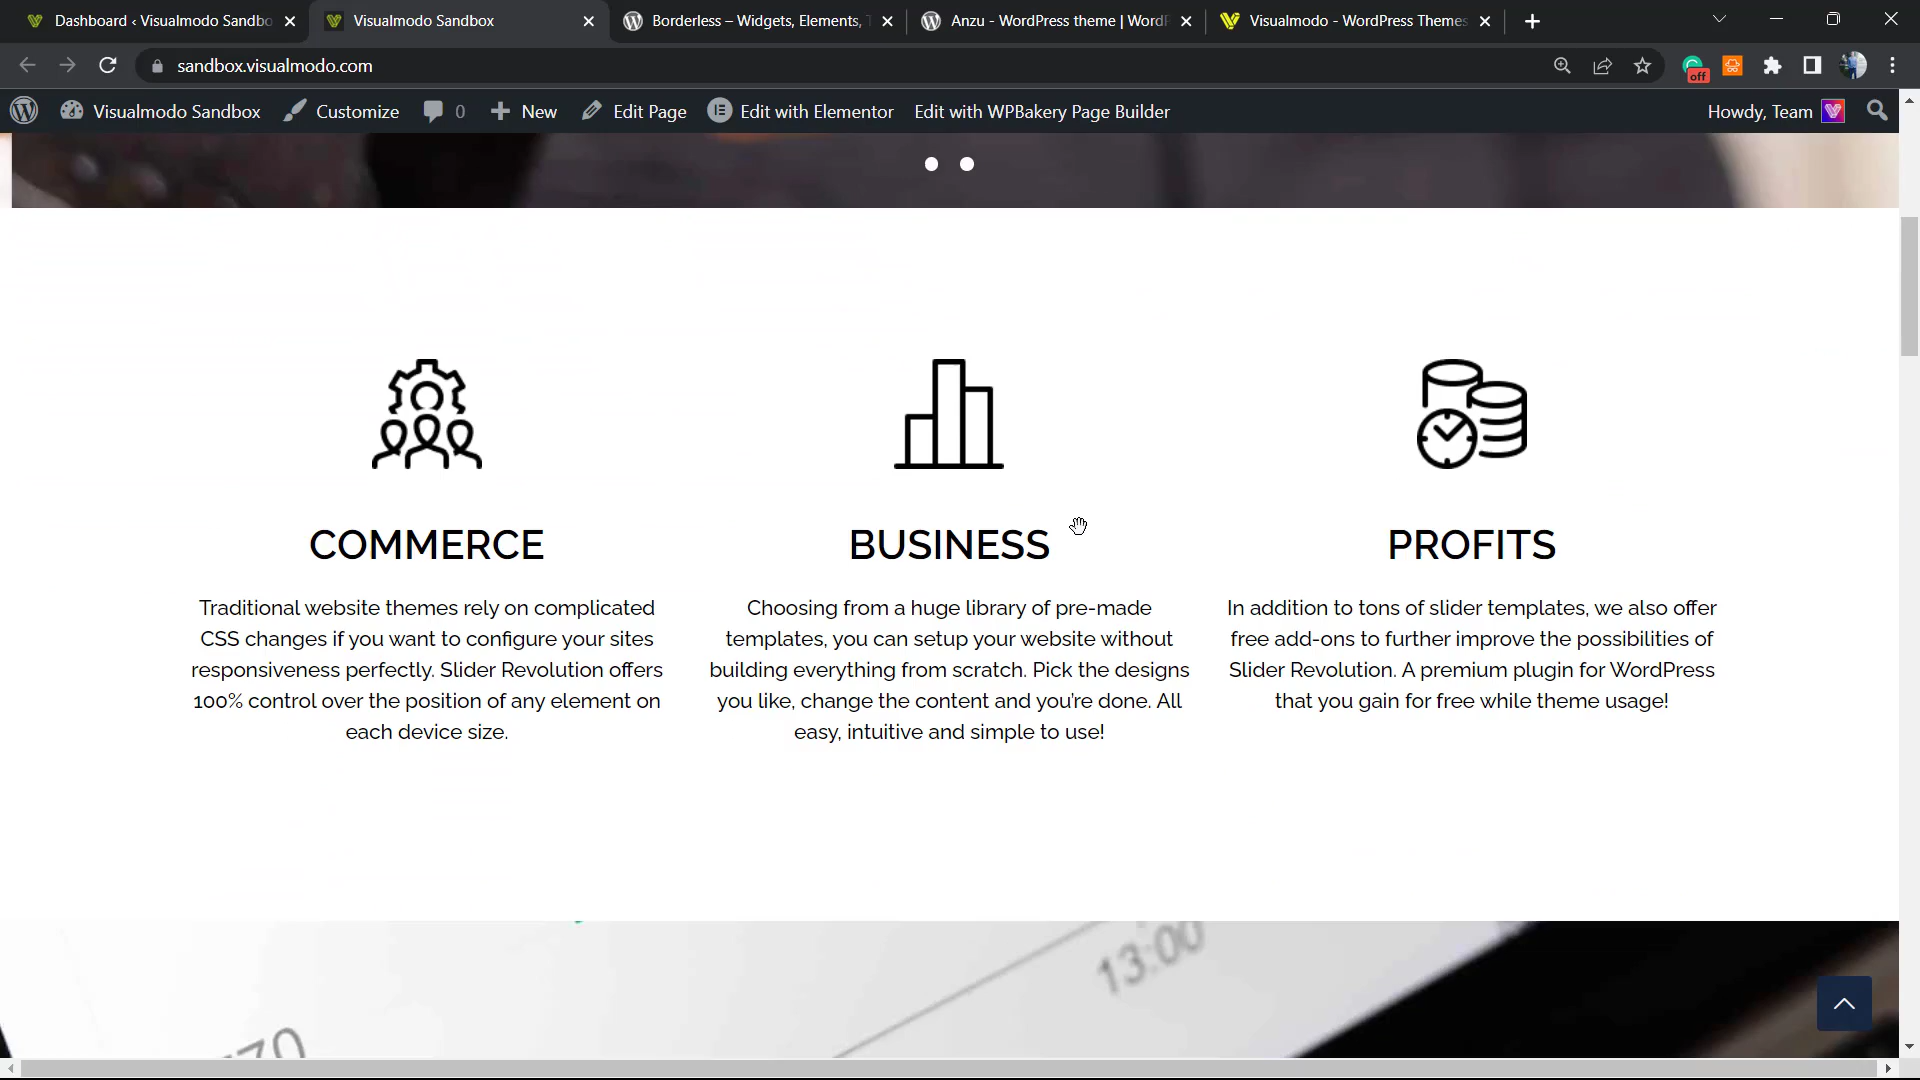 Dashboard ‹ Visualmodo Sandbo
Visualmodo Sandbox
Borderless – Widgets, Elements,
Anzu - WordPress theme | Word
Visualmodo - WordPress Themes
sandbox.visualmodo.com
off
Visualmodo Sandbox
Customize
0
New
Edit Page
Edit with Elementor
Edit with WPBakery Page Builder
Howdy, Team
COMMERCE
Traditional website themes rely on complicated
CSS changes if you want to configure your sites
responsiveness perfectly. Slider Revolution offers
100% control over the position of any element on
each device size.
BUSINESS
Choosing from a huge library of pre-made
templates, you can setup your website without
building everything from scratch. Pick the designs
you like, change the content and you're done. All
easy, intuitive and simple to use!
PROFITS
In addition to tons of slider templates, we also offer
free add-ons to further improve the possibilities of
Slider Revolution. A premium plugin for WordPress
that you gain for free while theme usage!
13:00